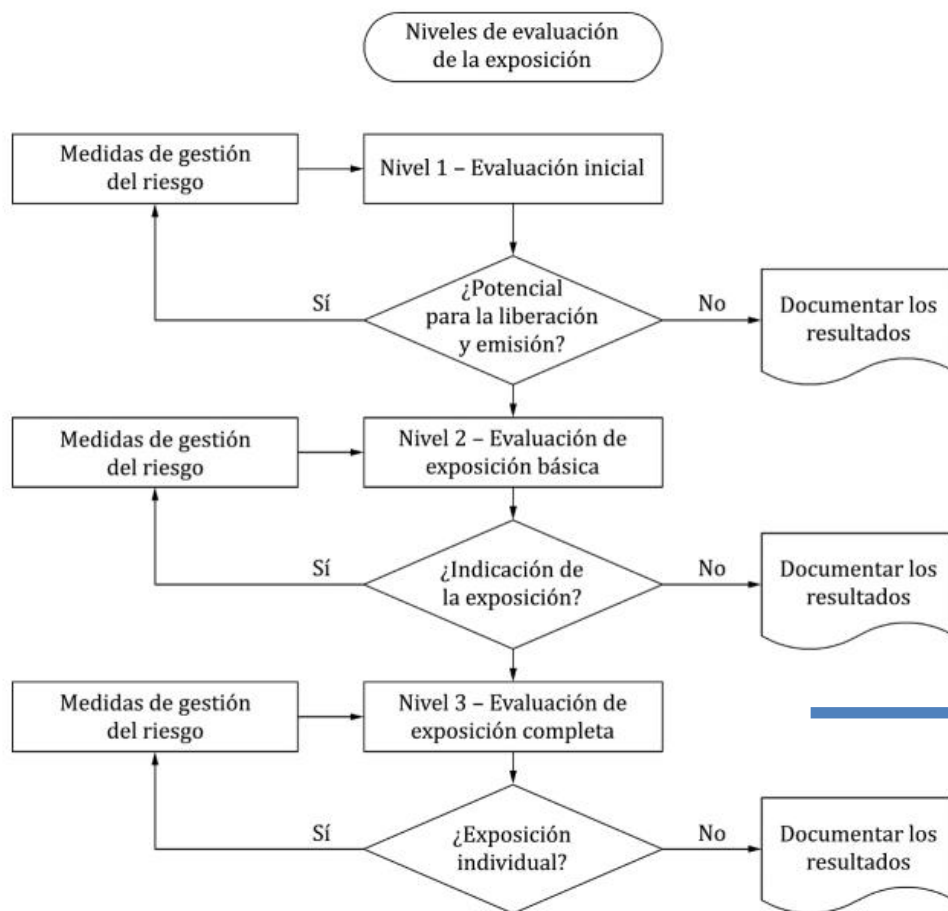 Niveles de evaluación
de la exposición
Medidas de gestión
del riesgo
Nivel 1 – Evaluación inicial
¿Potencial
para la liberación
y emisión?
Sí
No
Documentar los
resultados
Medidas de gestión
del riesgo
Nivel 2 – Evaluación de
exposición básica
¿Indicación de
la exposición?
Sí
No
Documentar los
resultados
Medidas de gestión
del riesgo
Nivel 3 – Evaluación de
exposición completa
¿Exposición
individual?
Sí
No
Documentar los
resultados